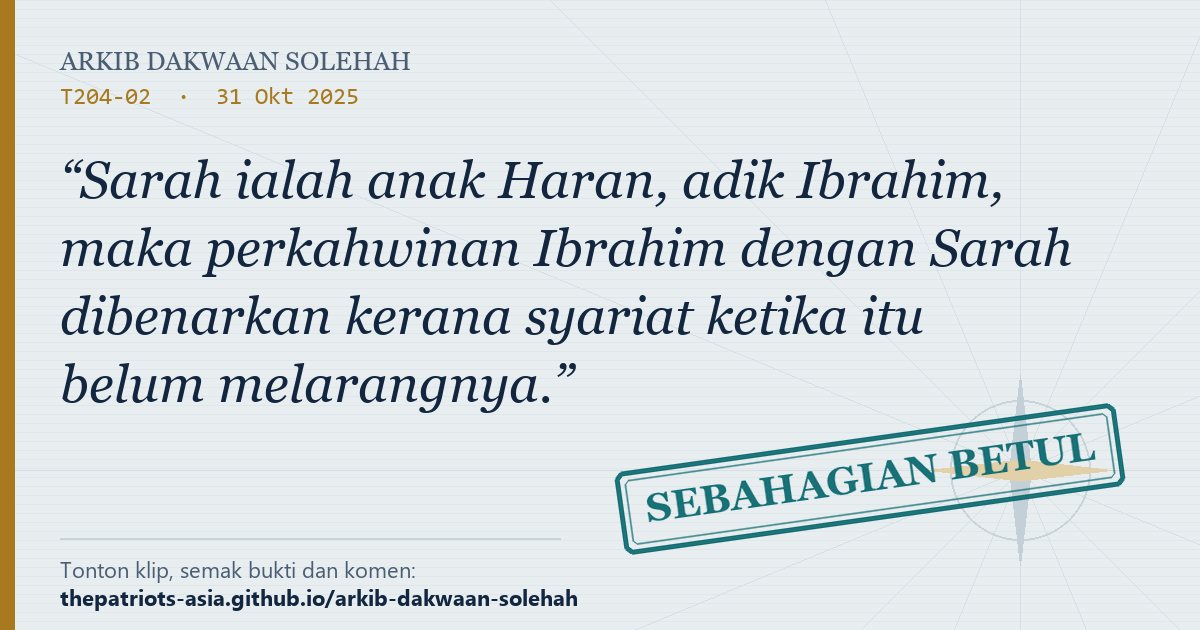 ARKIB DAKWAAN SOLEHAH
T204-02 · 31 Okt 2025
“Sarah ialah anak Haran, adik Ibrahim,
maka perkahwinan Ibrahim dengan Sarah
dibenarkan kerana syariat ketika itu
belum melarangnya.”
SEBAHAGIAN BETUL
Tonton klip, semak bukti dan komen:
thepatriots-asia.github.io/arkib-dakwaan-solehah